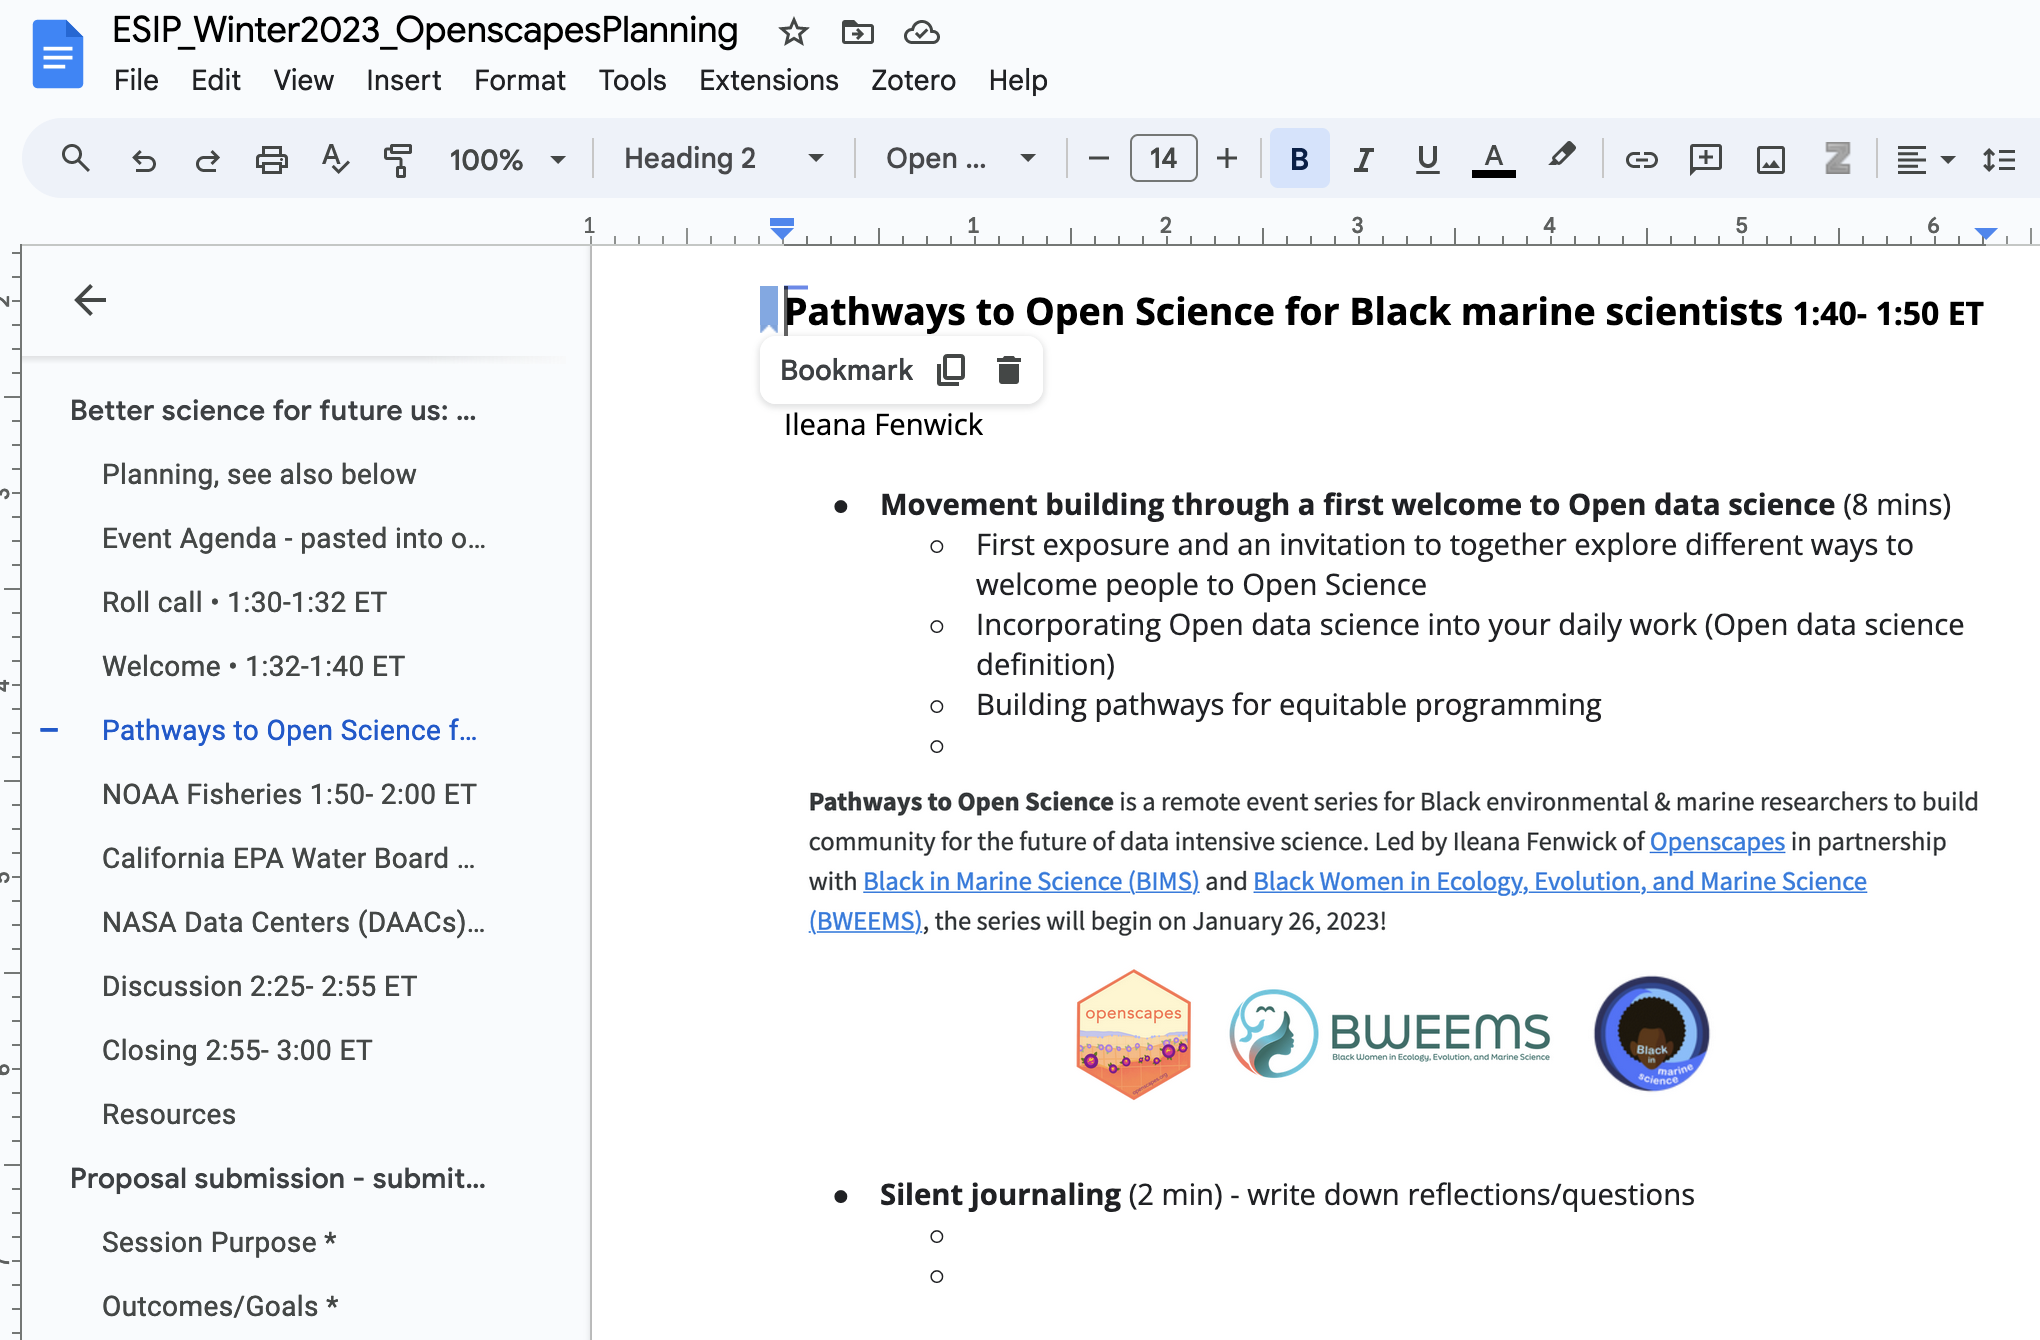 ESIP_Winter2023_OpenscapesPlanning
File Edit View Insert Format Tools Extensions Zotero Help
100% Heading 2 Open ... 14 B I U A Z
1 1 2 3 4 5 6
Pathways to Open Science for Black marine scientists 1:40- 1:50 ET
Bookmark
Ileana Fenwick
Movement building through a first welcome to Open data science (8 mins)
First exposure and an invitation to together explore different ways to
welcome people to Open Science
Incorporating Open data science into your daily work (Open data science
definition)
Building pathways for equitable programming
Pathways to Open Science is a remote event series for Black environmental & marine researchers to build
community for the future of data intensive science. Led by Ileana Fenwick of Openscapes in partnership
with Black in Marine Science (BIMS) and Black Women in Ecology, Evolution, and Marine Science
(BWEEMS), the series will begin on January 26, 2023!
openscapes
BWEEMS
Black Women in Ecology, Evolution, and Marine Science
Black
in
marine
science
Silent journaling (2 min) - write down reflections/questions
Better science for future us: ...
Planning, see also below
Event Agenda - pasted into o...
Roll call • 1:30-1:32 ET
Welcome • 1:32-1:40 ET
Pathways to Open Science f...
NOAA Fisheries 1:50- 2:00 ET
California EPA Water Board ...
NASA Data Centers (DAACs)...
Discussion 2:25- 2:55 ET
Closing 2:55- 3:00 ET
Resources
Proposal submission - submit...
Session Purpose *
Outcomes/Goals *
2
3
4
5
6
7